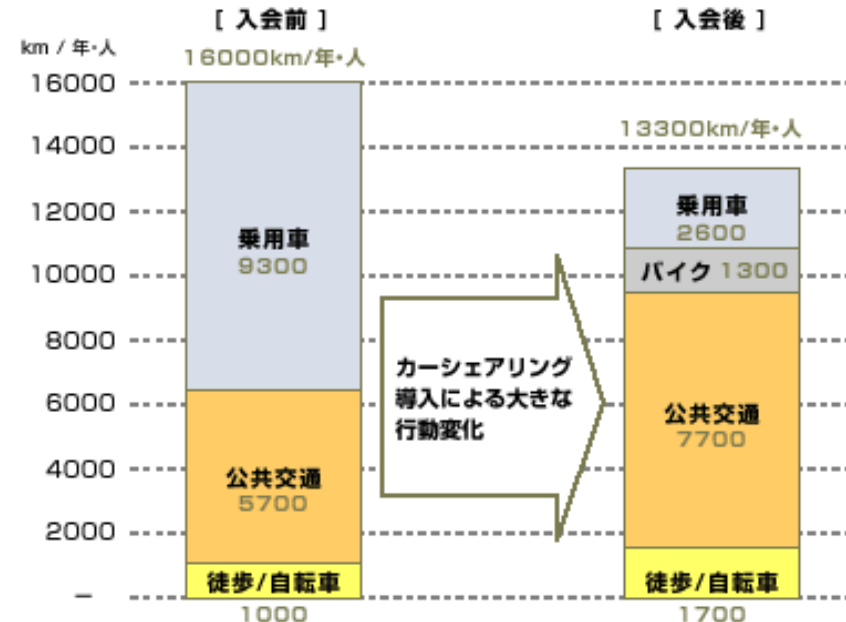 [ 入会前 ]
[ 入会後 ]
km / 年・人
16000km/年・人
13300km/年・人
16000
14000
12000
10000
8000
6000
4000
2000
–
乗用車
9300
公共交通
5700
徒歩/自転車
1000
カーシェアリング
導入による大きな
行動変化
乗用車
2600
バイク 1300
公共交通
7700
徒歩/自転車
1700